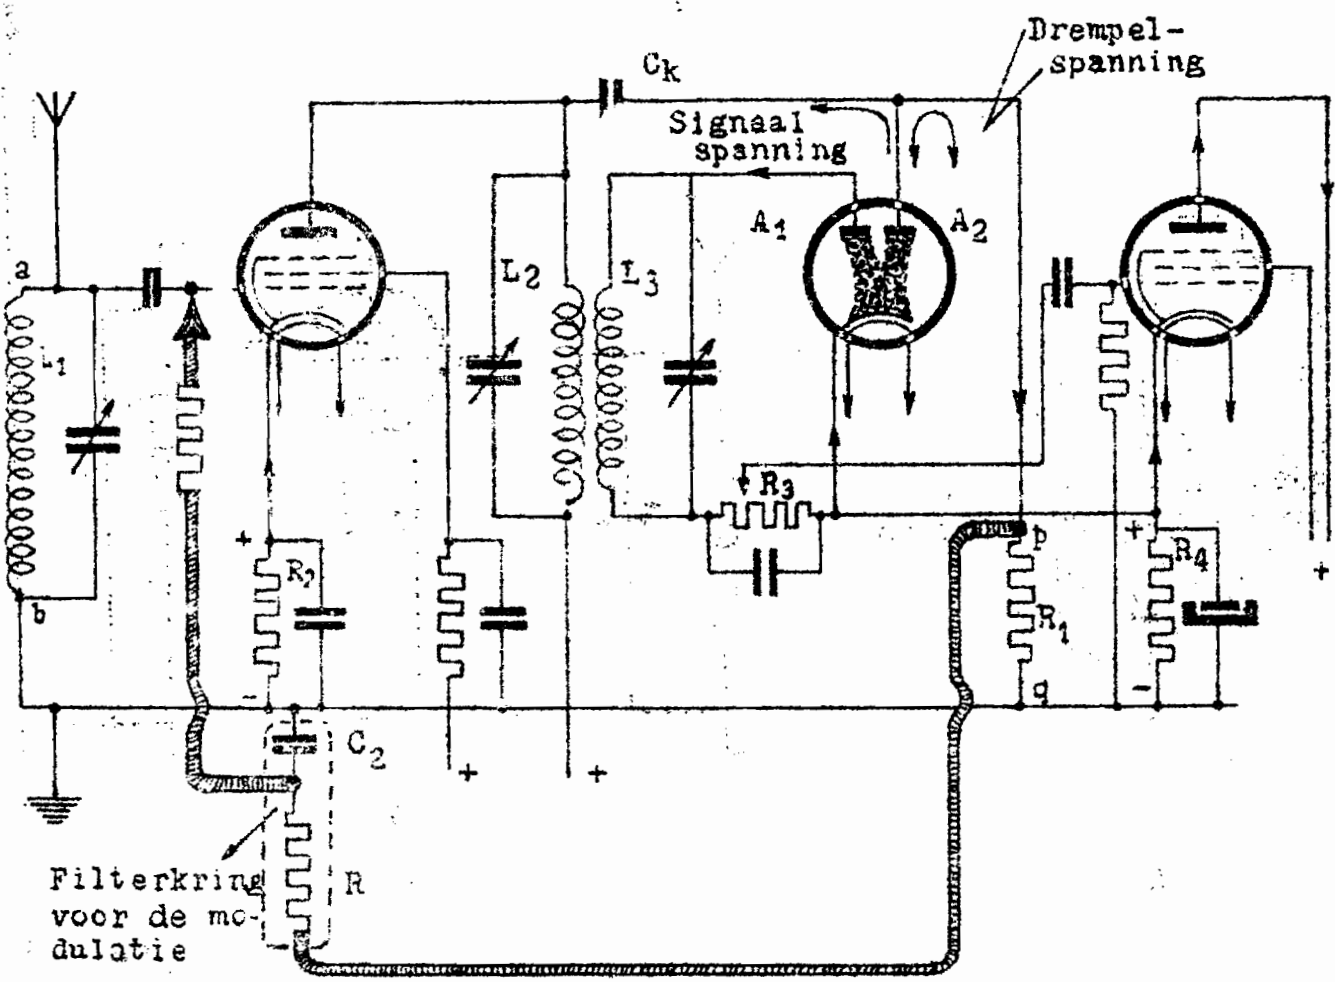 Drempel-
spanning
Ck
Signaal
spanning
A1
A2
a
L2
L3
L1
R3
+
R2
p
+
R4
+
b
R1
-
q
-
C2
+
+
Filterkring
voor de mo-
dulatie
R